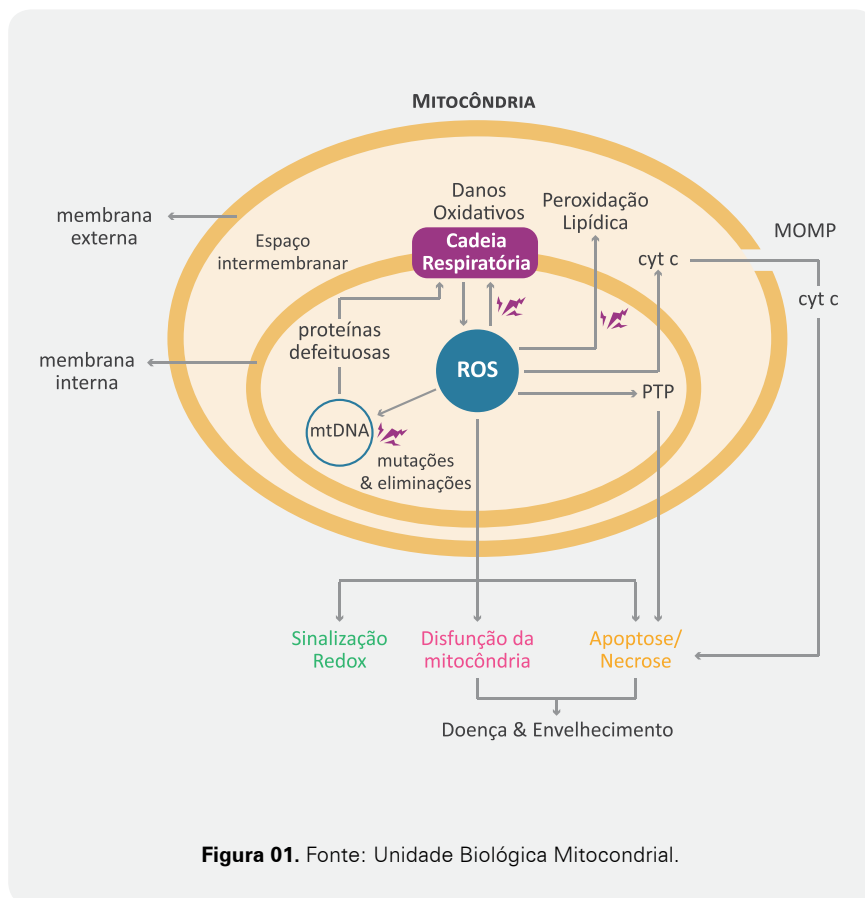 MITOCÔNDRIA
membrana
externa
Espaço
intermembranar
Danos
Oxidativos
Cadeia
Respiratória
Peroxidação
Lipídica
MOMP
cyt c
cyt c
membrana
interna
proteínas
defeituosas
ROS
PTP
mtDNA
mutações
& eliminações
Sinalização
Redox
Disfunção da
mitocôndria
Apoptose/
Necrose
Doença & Envelhecimento
Figura 01. Fonte: Unidade Biológica Mitocondrial.